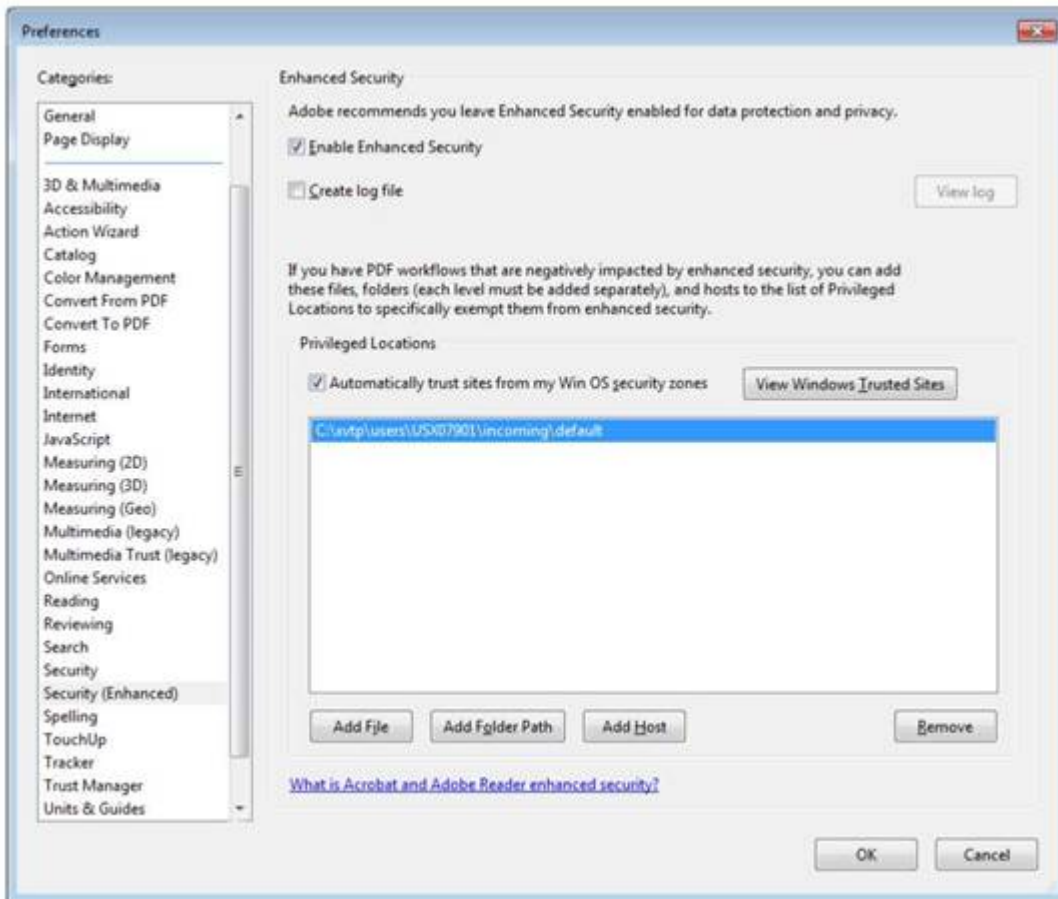 Preferences
Categories:
General
Page Display
3D & Multimedia
Accessibility
Action Wizard
Catalog
Color Management
Convert From PDF
Convert To PDF
Forms
Identity
International
Internet
JavaScript
Measuring (2D)
Measuring (3D)
Measuring (Geo)
Multimedia (legacy)
Multimedia Trust (legacy)
Online Services
Reading
Reviewing
Search
Security
Security (Enhanced)
Spelling
TouchUp
Tracker
Trust Manager
Units & Guides
Enhanced Security
Adobe recommends you leave Enhanced Security enabled for data protection and privacy.
Enable Enhanced Security
Create log file
View log
If you have PDF workflows that are negatively impacted by enhanced security, you can add
these files, folders (each level must be added separately), and hosts to the list of Privileged
Locations to specifically exempt them from enhanced security.
Privileged Locations
Automatically trust sites from my Win OS security zones
View Windows Trusted Sites
Add File
Add Folder Path
Add Host
Remove
What is Acrobat and Adobe Reader enhanced security?
OK
Cancel